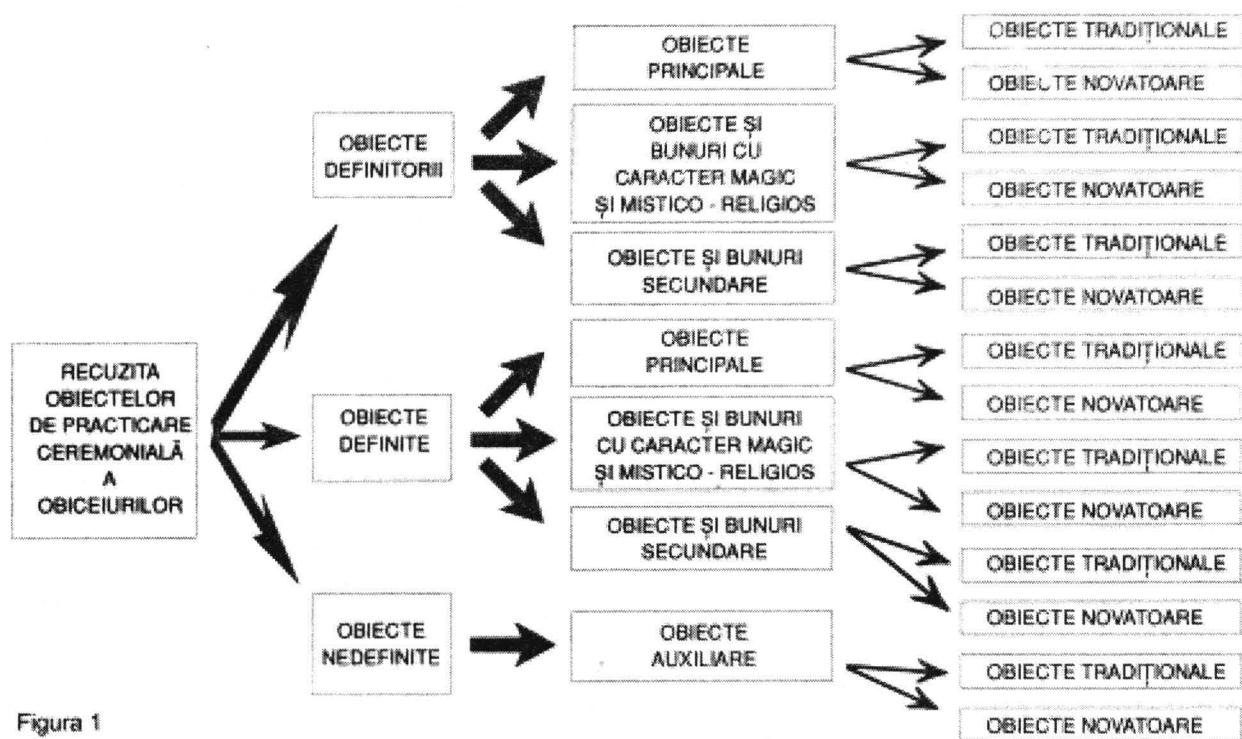 RECUZITA
OBIECTELOR
DE PRACTICARE
CEREMONIALĂ
A
OBICEIURILOR
OBIECTE
DEFINITORII
OBIECTE
PRINCIPALE
OBIECTE TRADIȚIONALE
OBIECTE NOVATOARE
OBIECTE ȘI
BUNURI CU
CARACTER MAGIC
ȘI MISTICO - RELIGIOS
OBIECTE TRADIȚIONALE
OBIECTE NOVATOARE
OBIECTE ȘI BUNURI
SECUNDARE
OBIECTE TRADIȚIONALE
OBIECTE NOVATOARE
OBIECTE
DEFINITE
OBIECTE
PRINCIPALE
OBIECTE TRADIȚIONALE
OBIECTE NOVATOARE
OBIECTE ȘI BUNURI
CU CARACTER MAGIC
ȘI MISTICO - RELIGIOS
OBIECTE TRADIȚIONALE
OBIECTE NOVATOARE
OBIECTE ȘI BUNURI
SECUNDARE
OBIECTE TRADIȚIONALE
OBIECTE NOVATOARE
OBIECTE
NEDEFINITE
OBIECTE
AUXILIARE
OBIECTE TRADIȚIONALE
OBIECTE NOVATOARE
Figura 1